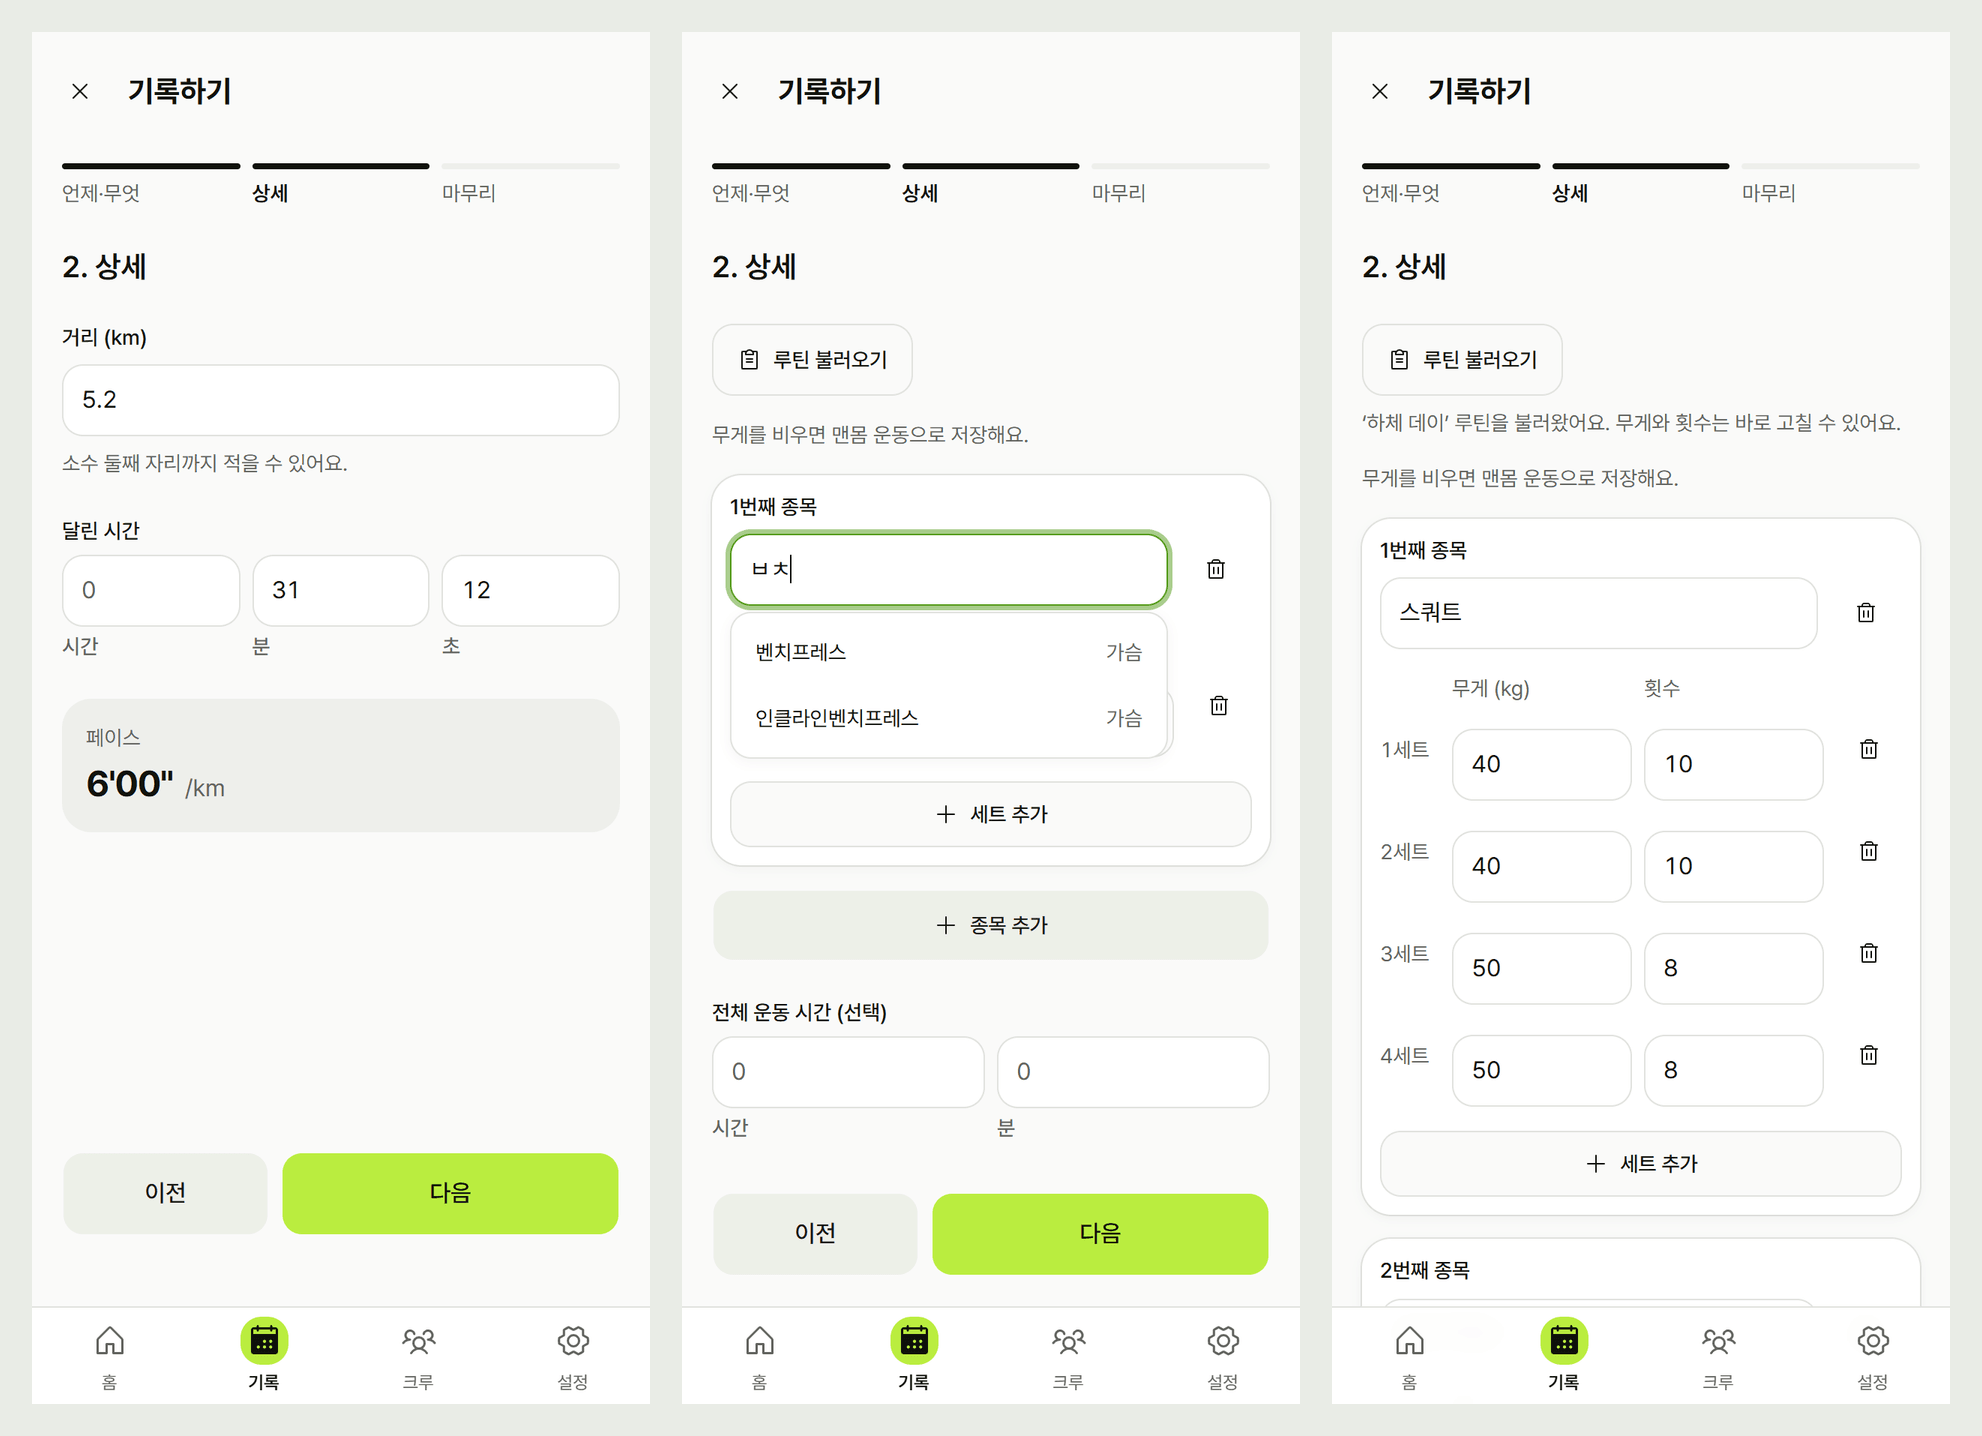 기록하기
언제·무엇
상세
마무리
2. 상세
거리 (km)
5.2
소수 둘째 자리까지 적을 수 있어요.
달린 시간
0
31
12
시간
분
초
페이스
6'00" /km
이전
다음
홈
기록
크루
설정
기록하기
언제·무엇
상세
마무리
2. 상세
루틴 불러오기
무게를 비우면 맨몸 운동으로 저장해요.
1번째 종목
ㅂㅊ
벤치프레스 가슴
인클라인벤치프레스 가슴
세트 추가
종목 추가
전체 운동 시간 (선택)
0
0
시간
분
이전
다음
홈
기록
크루
설정
기록하기
언제·무엇
상세
마무리
2. 상세
루틴 불러오기
‘하체 데이’ 루틴을 불러왔어요. 무게와 횟수는 바로 고칠 수 있어요.
무게를 비우면 맨몸 운동으로 저장해요.
1번째 종목
스쿼트
무게 (kg) 횟수
1세트 40 10
2세트 40 10
3세트 50 8
4세트 50 8
세트 추가
2번째 종목
홈
기록
크루
설정